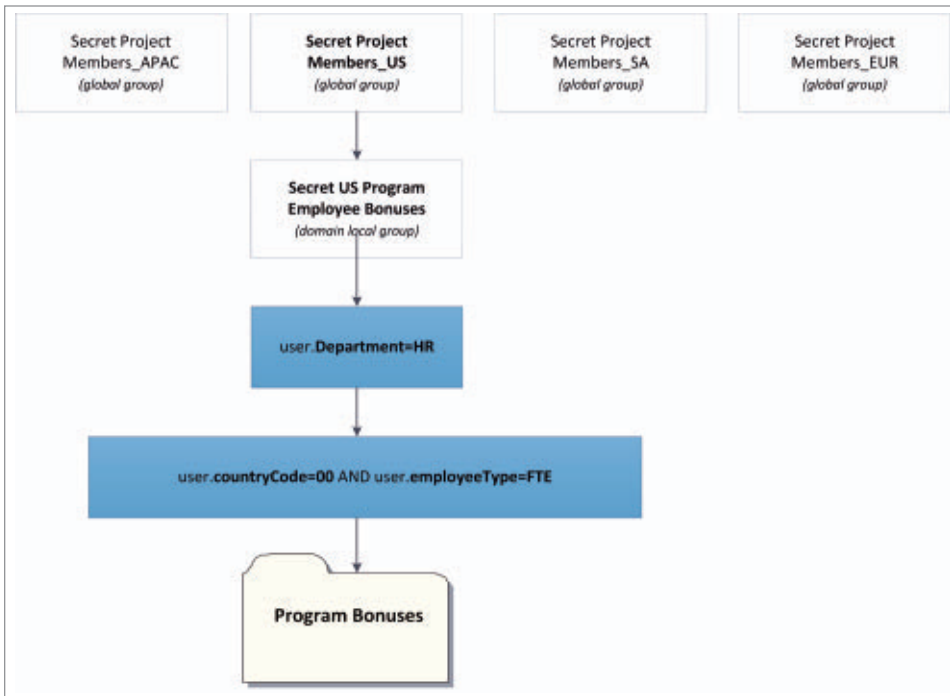 Secret Project
Members_APAC
(global group)
Secret Project
Members_US
(global group)
Secret Project
Members_SA
(global group)
Secret Project
Members_EUR
(global group)
Secret US Program
Employee Bonuses
(domain local group)
user.Department=HR
user.countryCode=00 AND user.employeeType=FTE
Program Bonuses